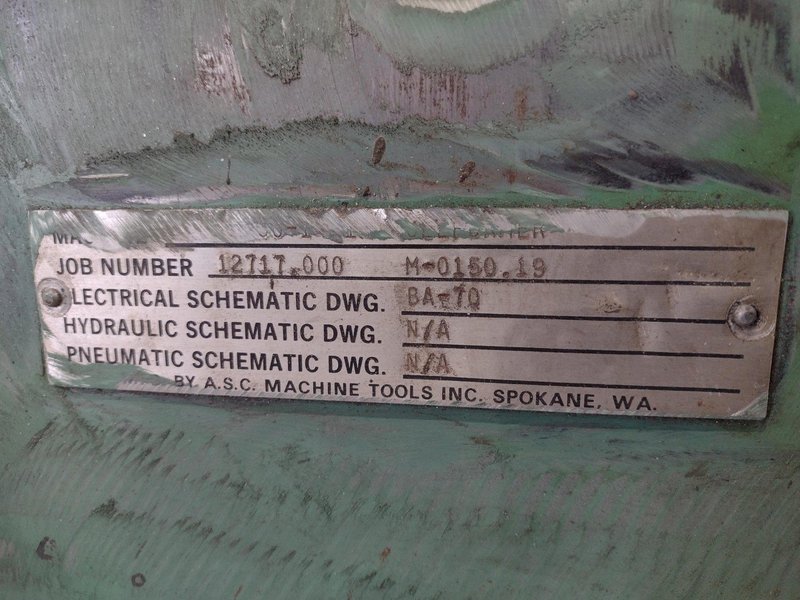 JOB NUMBER 12717.000 M-0150.19
LECTRICAL SCHEMATIC DWG. BA-7Q
HYDRAULIC SCHEMATIC DWG. N/A
PNEUMATIC SCHEMATIC DWG. N/A
BY A.S.C. MACHINE TOOLS INC. SPOKANE, WA.